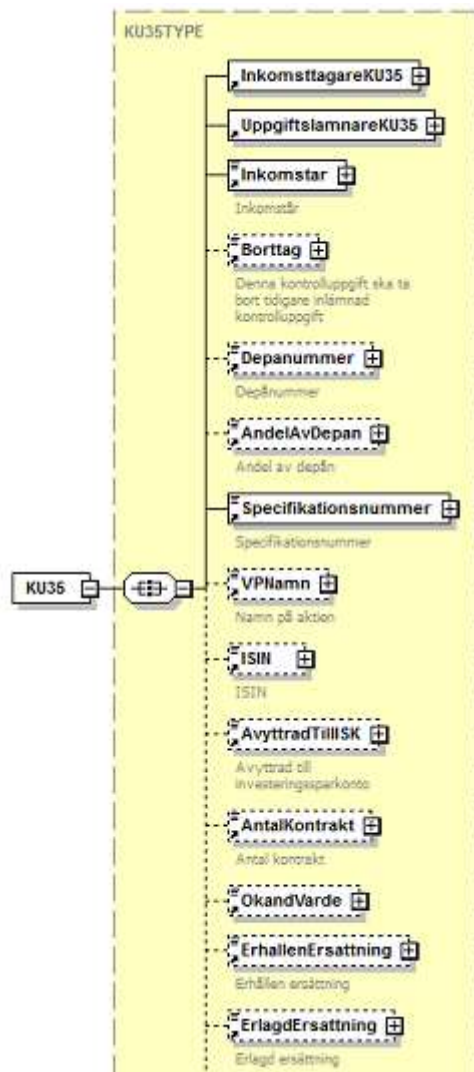 KU35TYPE
InkomsttagareKU35
UppgiftslamnareKU35
Inkomstar
Inkomstår
Borttag
Denna kontrolluppgift ska ta
bort tidigare inlämnad
kontrolluppgift
Depanummer
Depånummer
AndelAvDepan
Andel av depån
Specifikationsnummer
Specifikationsnummer
KU35
VPNamn
Namn på aktien
ISIN
ISIN
AvyttradTillISK
Avyttrad till
investeringssparkonto
AntalKontrakt
Antal kontrakt
OkandVarde
ErhallenErsattning
Erhållen ersättning
ErlagdErsattning
Erlagd ersättning